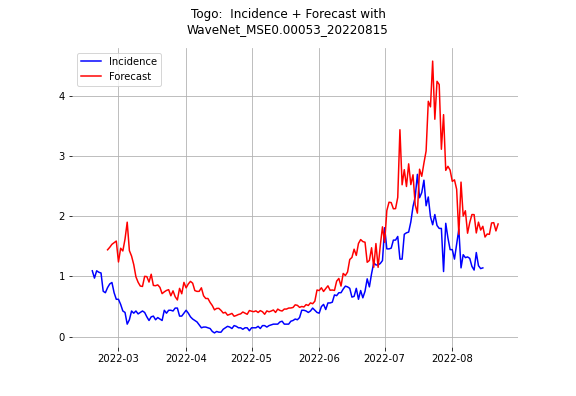 Togo:  Incidence + Forecast with
WaveNet_MSE0.00053_20220815
Incidence
Forecast
4
3
2
1
0
2022-03 2022-04 2022-05 2022-06 2022-07 2022-08